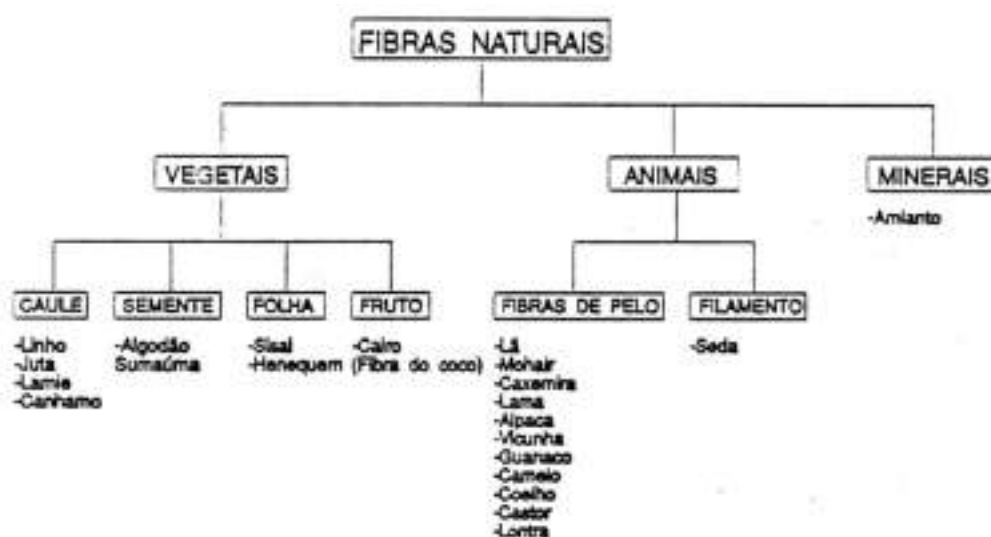 FIBRAS NATURAIS
VEGETAIS
ANIMAIS
MINERAIS
-Amianto
CAULE
SEMENTE
FOLHA
FRUTO
FIBRAS DE PELO
FILAMENTO
-Linho
-Juta
-Lamie
-Canhamo
-Algodão
Sumaúma
-Sisal
-Henequem
-Cairo
(Fibra do coco)
-Lã
-Mohair
-Caxemira
-Lama
-Alpaca
-Vicunha
-Guanaco
-Camelo
-Coelho
-Castor
-Lontra
-Seda